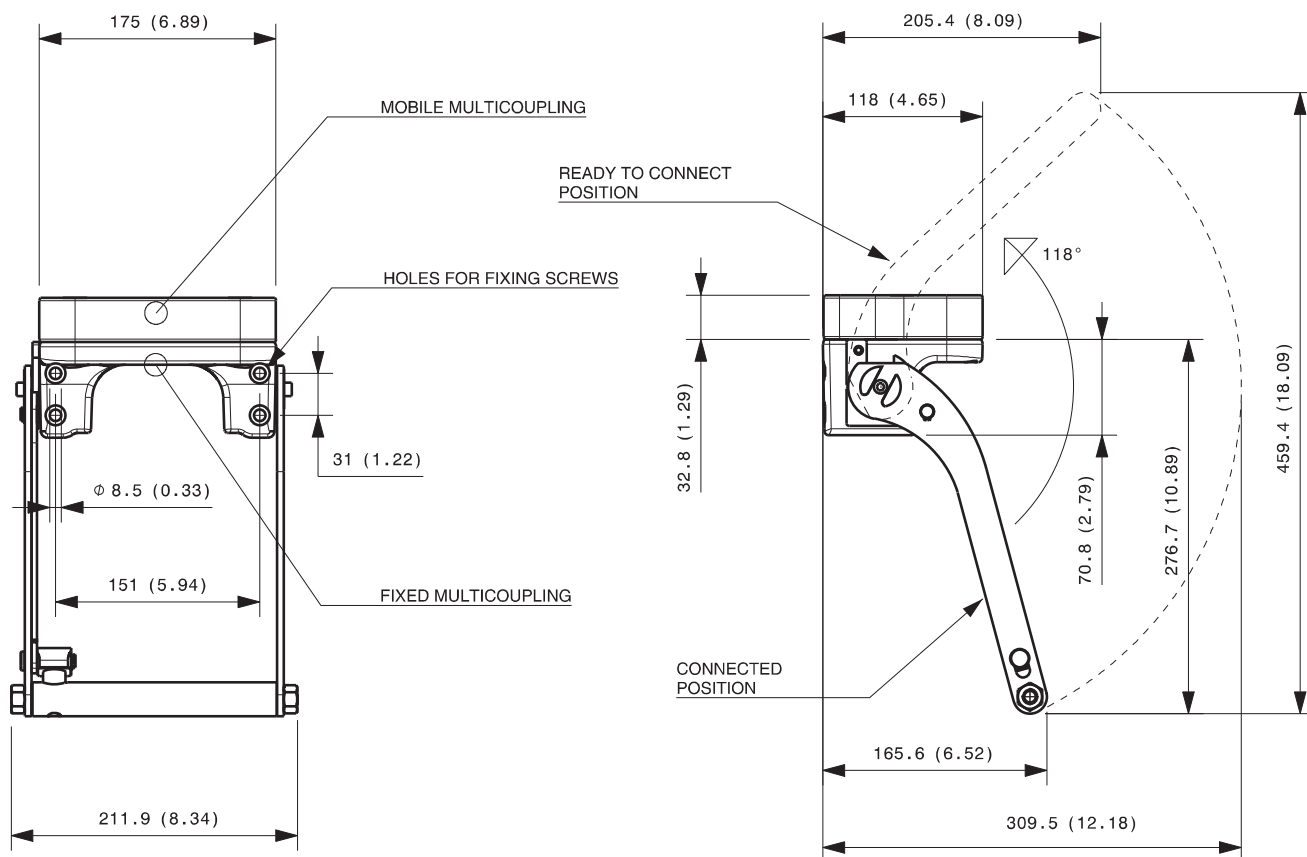 175 (6.89)
MOBILE MULTICOUPLING
HOLES FOR FIXING SCREWS
31 (1.22)
Φ 8.5 (0.33)
151 (5.94)
FIXED MULTICOUPLING
211.9 (8.34)
205.4 (8.09)
118 (4.65)
READY TO CONNECT
POSITION
118°
32.8 (1.29)
70.8 (2.79)
276.7 (10.89)
459.4 (18.09)
CONNECTED
POSITION
165.6 (6.52)
309.5 (12.18)